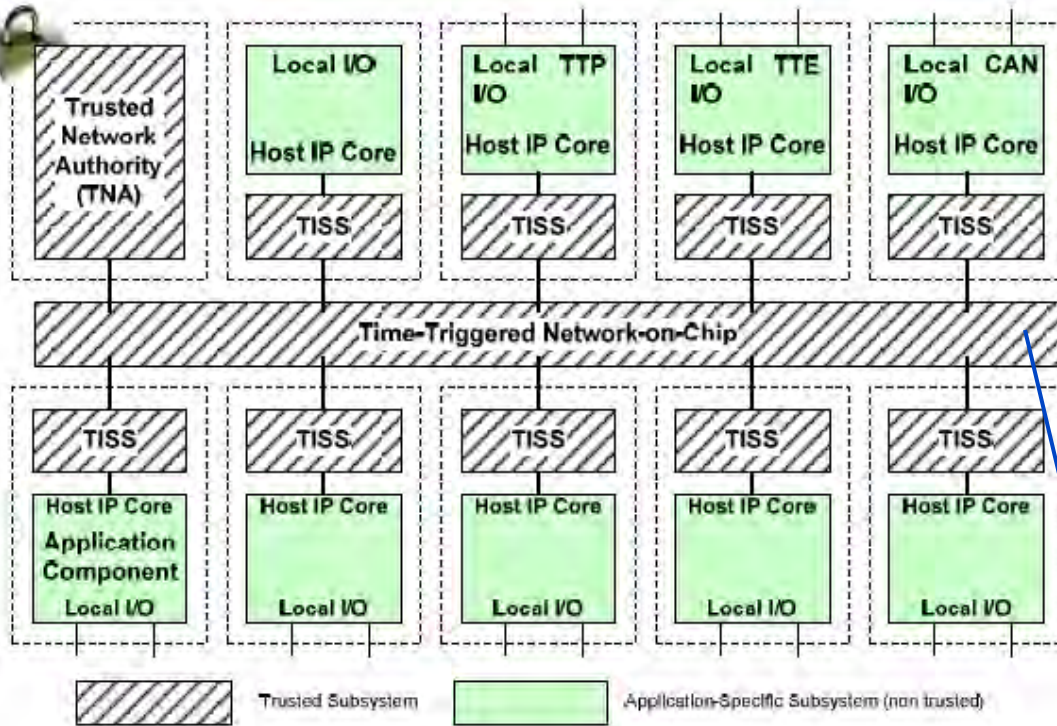 Trusted
Network
Authority
(TNA)
Local I/O
Host IP Core
TISS
Local TTP
I/O
Host IP Core
TISS
Local TTE
I/O
Host IP Core
TISS
Local CAN
I/O
Host IP Core
TISS
Time-Triggered Network-on-Chip
TISS
Host IP Core
Application
Component
Local I/O
TISS
Host IP Core
Local I/O
TISS
Host IP Core
Local I/O
TISS
Host IP Core
Local I/O
TISS
Host IP Core
Local I/O
Trusted Subsystem
Application-Specific Subsystem (non trusted)